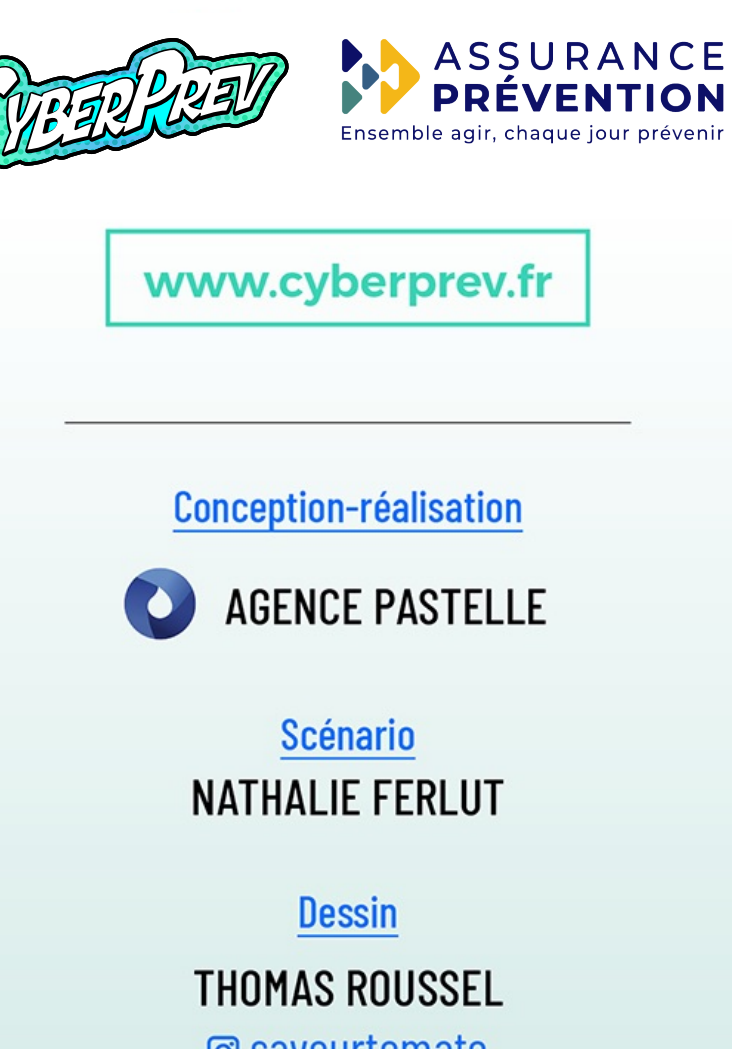 CYBERPREV
ASSURANCE
PRÉVENTION
Ensemble agir, chaque jour prévenir
www.cyberprev.fr
Conception-réalisation
AGENCE PASTELLE
Scénario
NATHALIE FERLUT
Dessin
THOMAS ROUSSEL
saveurtomate